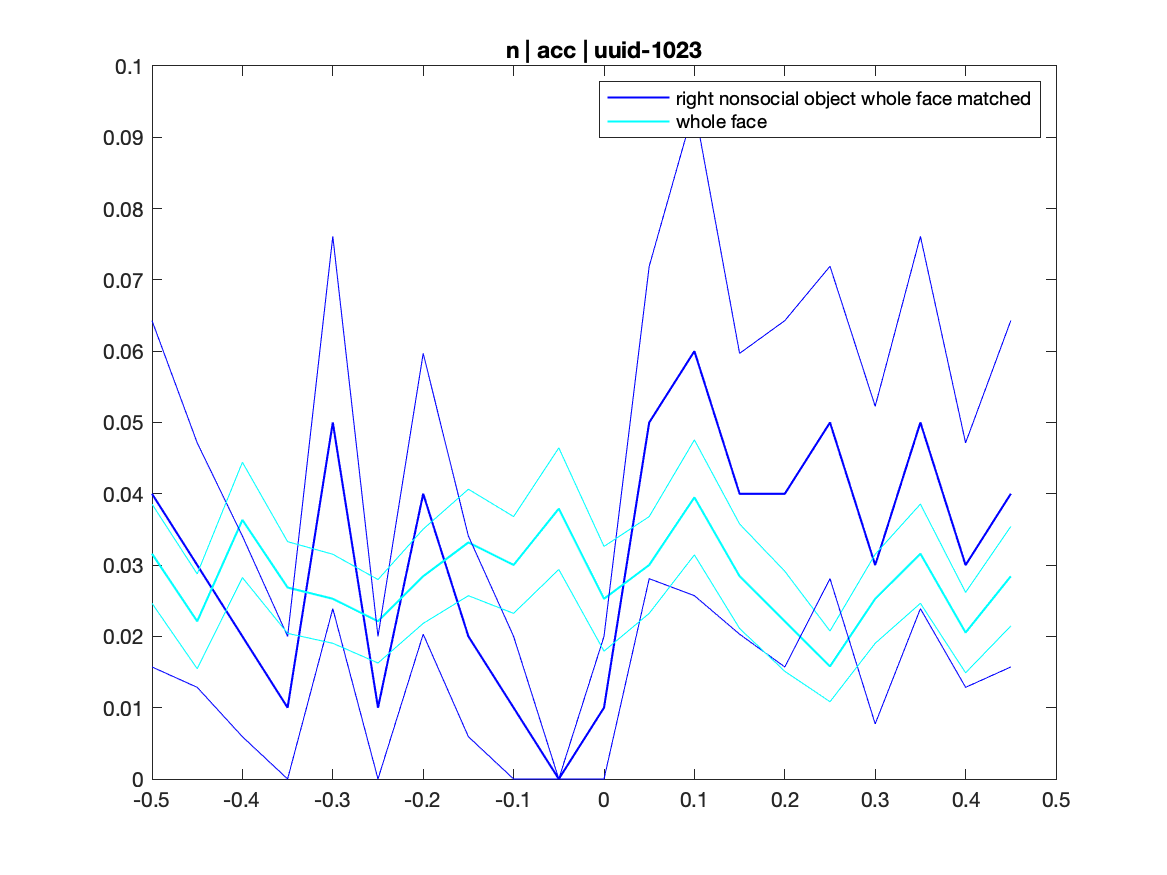 n | acc | uuid-1023
right nonsocial object whole face matched
whole face
0.1
0.09
0.08
0.07
0.06
0.05
0.04
0.03
0.02
0.01
0
-0.5 -0.4 -0.3 -0.2 -0.1 0 0.1 0.2 0.3 0.4 0.5